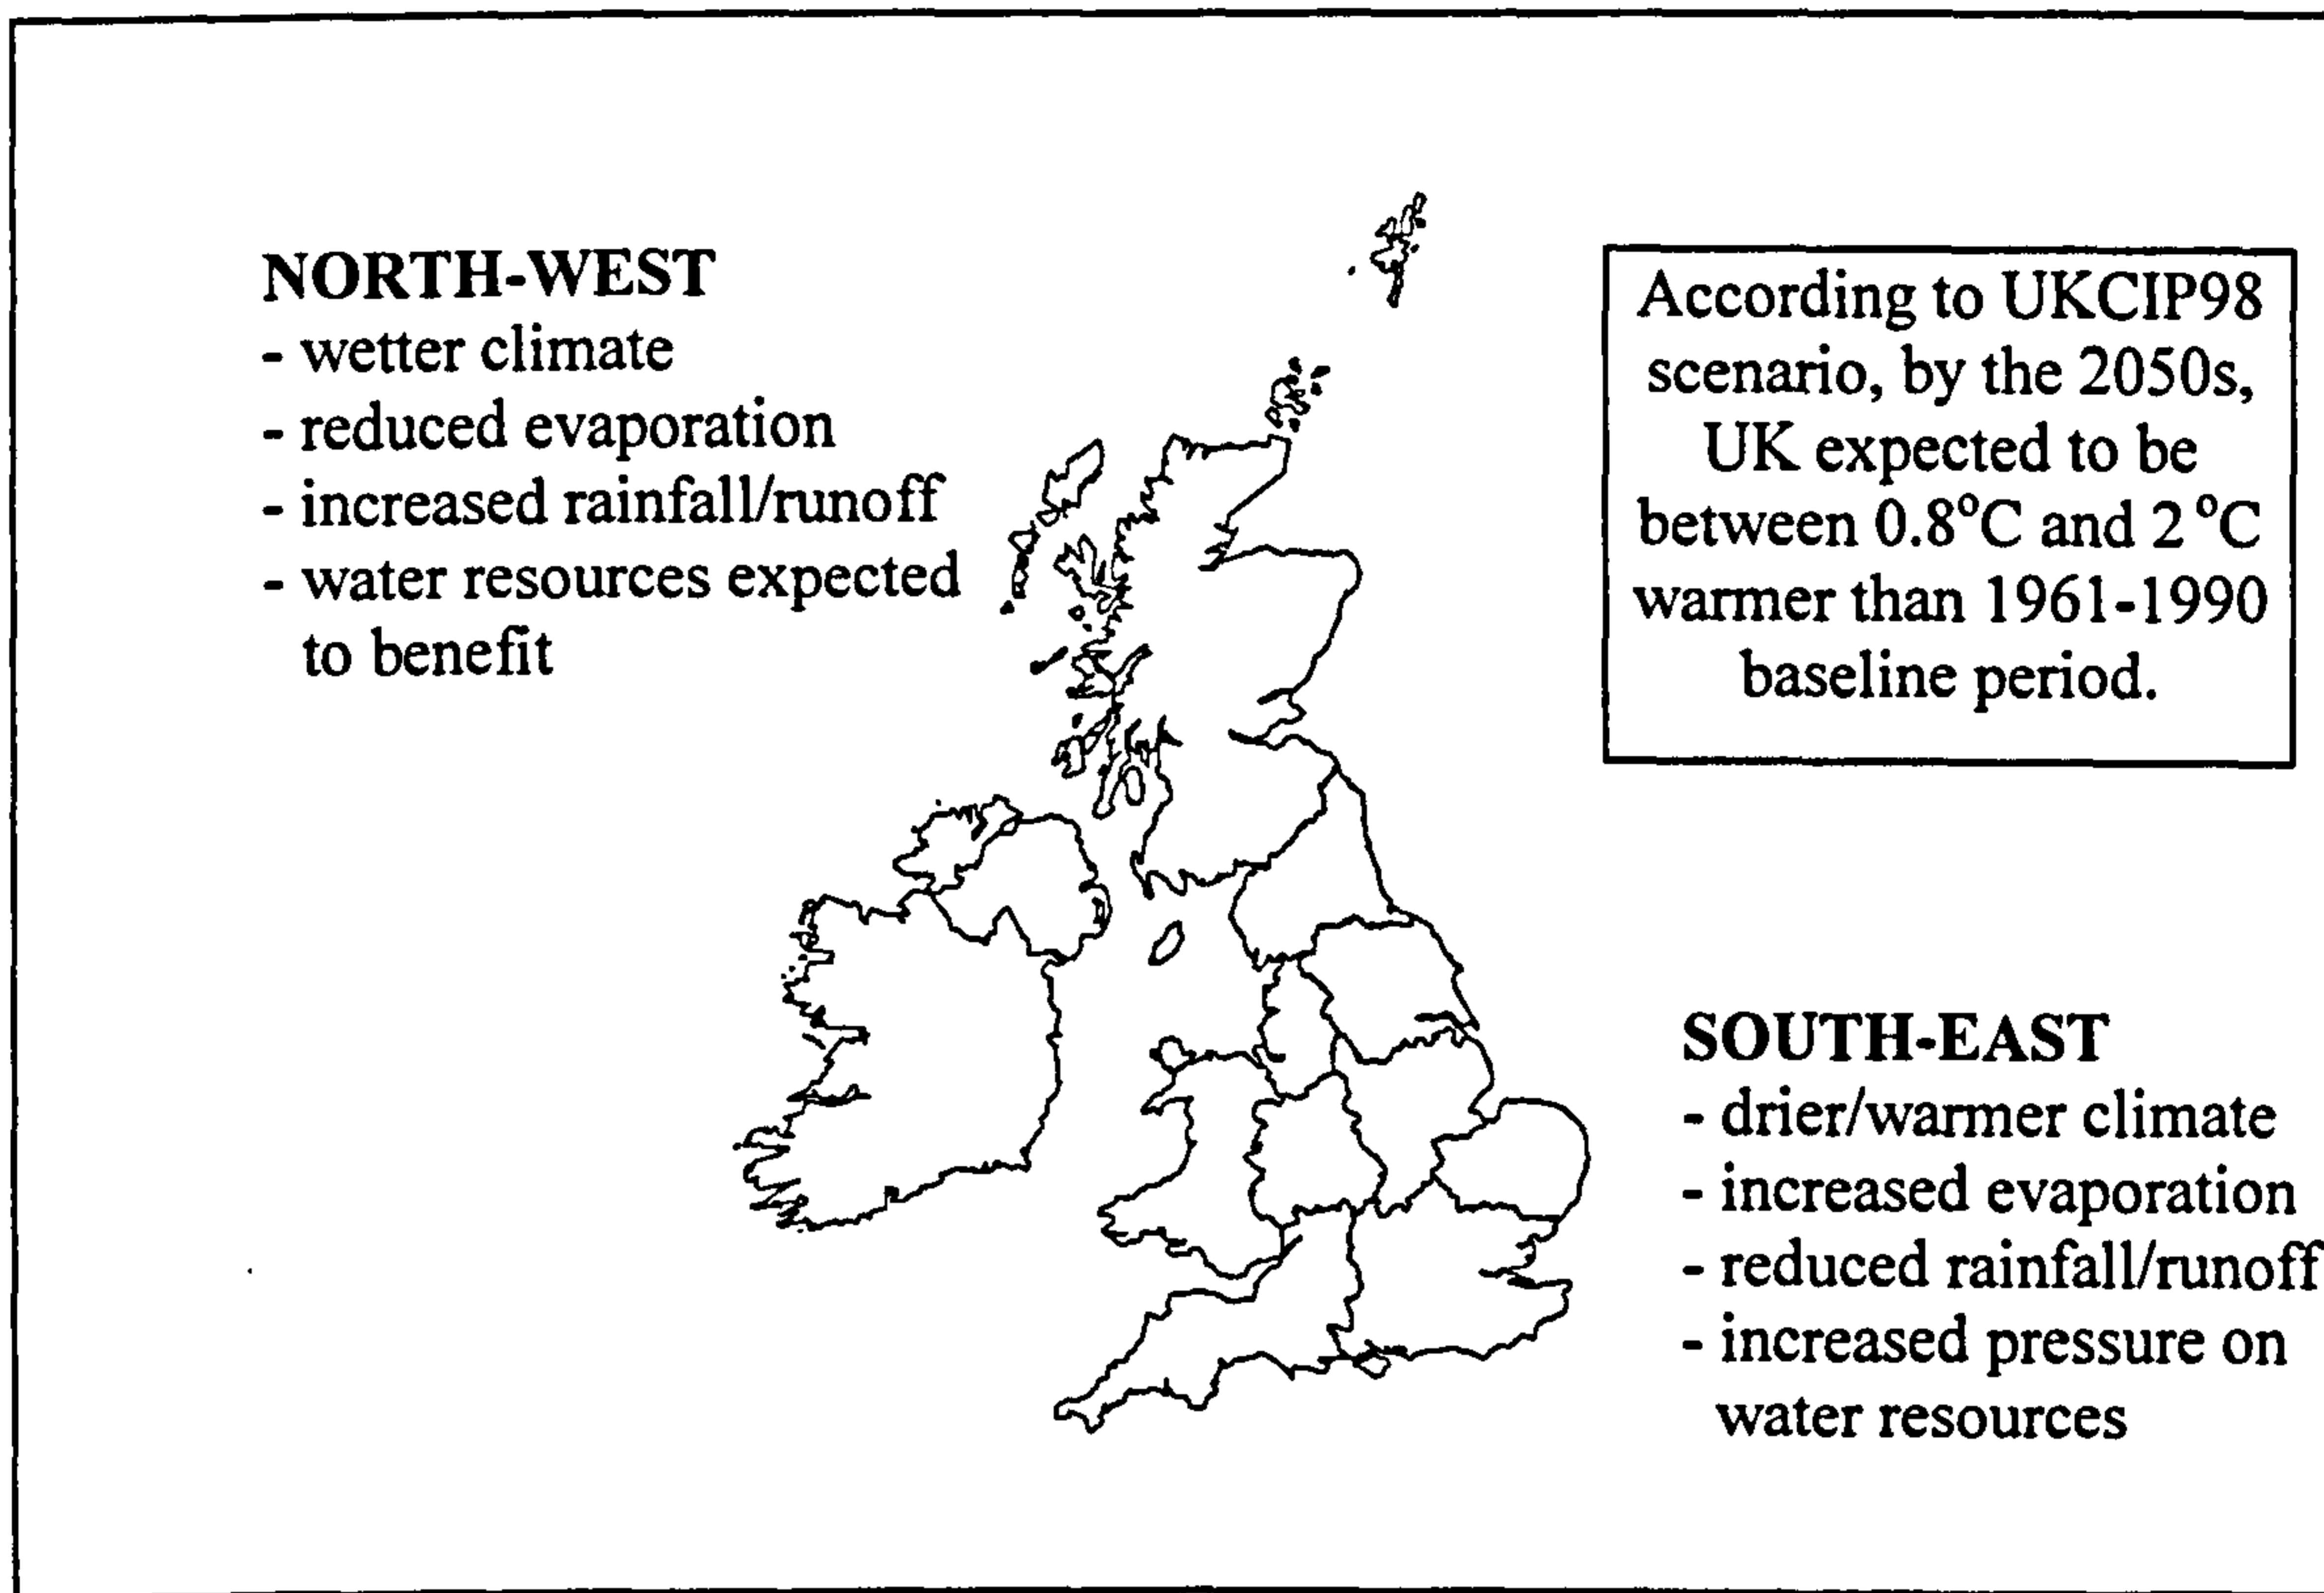 NORTH-WEST
- wetter climate
- reduced evaporation
- increased rainfall/runoff
- water resources expected
to benefit
According to UKCIP98
scenario, by the 2050s,
UK expected to be
between 0.8°C and 2 °C
warmer than 1961-1990
baseline period.
SOUTH-EAST
- drier/warmer climate
- increased evaporation
- reduced rainfall/runoff
- increased pressure on
water resources